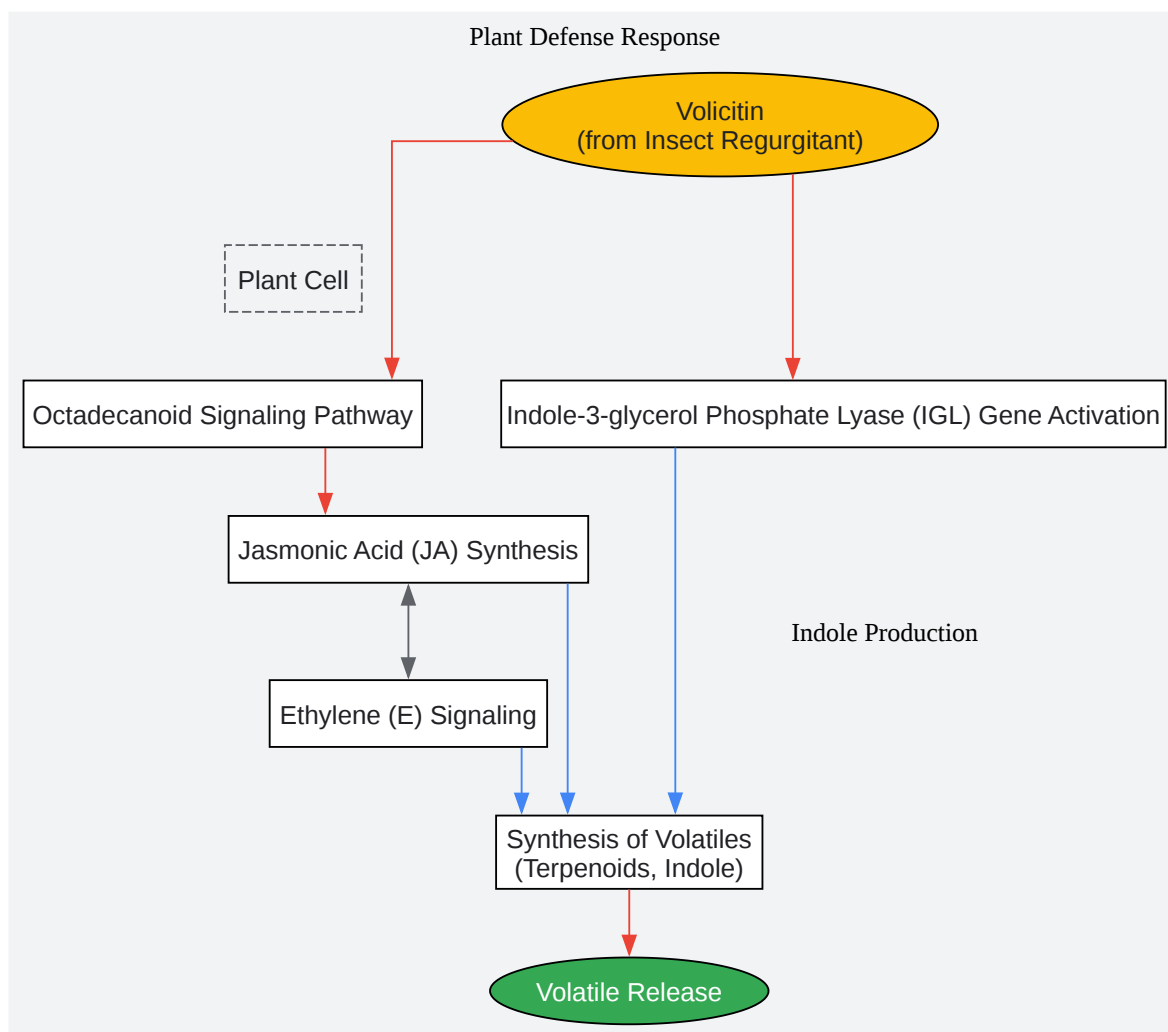 Plant Defense Response
Volicitin
(from Insect Regurgitant)
Plant Cell
Octadecanoid Signaling Pathway
Indole-3-glycerol Phosphate Lyase (IGL) Gene Activation
Jasmonic Acid (JA) Synthesis
Indole Production
Ethylene (E) Signaling
Synthesis of Volatiles
(Terpenoids, Indole)
Volatile Release